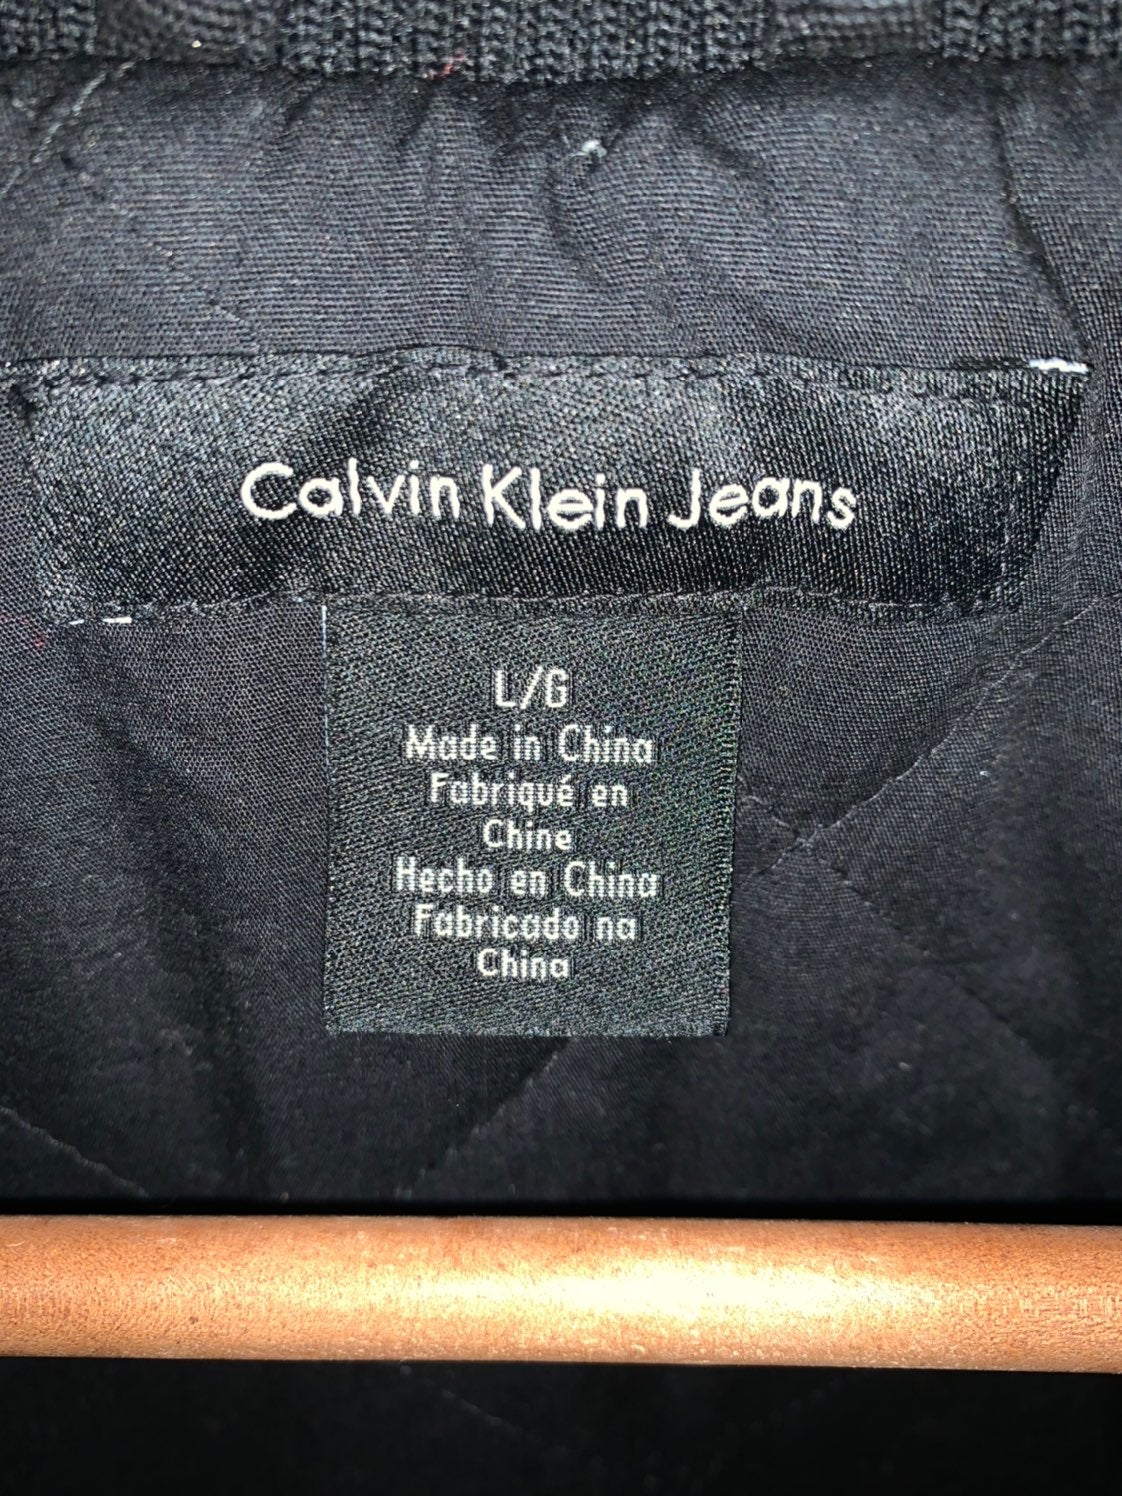 Calvin Klein Jeans
L/G
Made in China
Fabriqué en
Chine
Hecho en China
Fabricado na
China